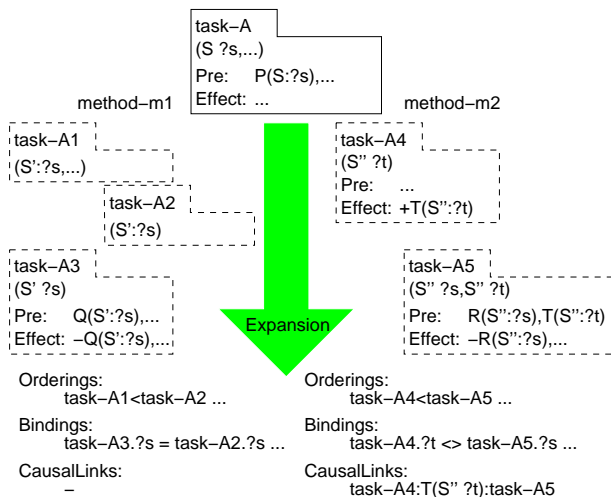 task−A
(S ?s,...)
Pre: P(S:?s),...
Effect: ...
method−m1
method−m2
task−A1
(S':?s,...)
task−A2
(S':?s)
task−A3
(S' ?s)
Pre: Q(S':?s),...
Effect: −Q(S':?s),...
task−A4
(S'' ?t)
Pre: ...
Effect: +T(S'':?t)
task−A5
(S'' ?s,S'' ?t)
Pre: R(S'':?s),T(S'':?t)
Effect: −R(S'':?s),...
Expansion
Orderings:
task−A1<task−A2 ...
Bindings:
task−A3.?s = task−A2.?s ...
CausalLinks:
−
Orderings:
task−A4<task−A5 ...
Bindings:
task−A4.?t <> task−A5.?s ...
CausalLinks:
task−A4:T(S'' ?t):task−A5